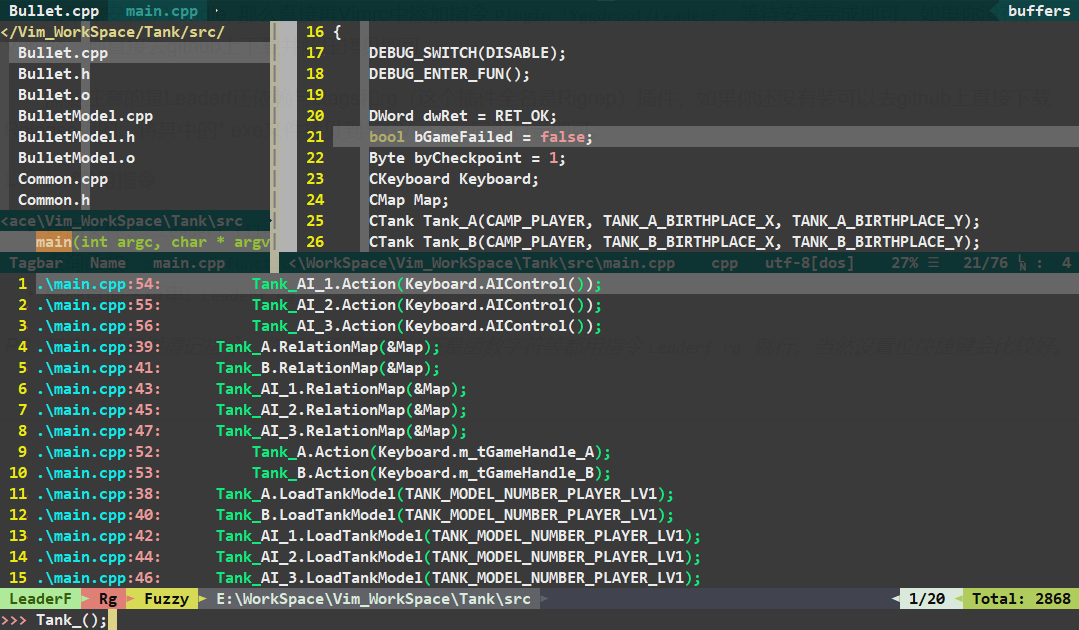 Bullet.cpp main.cpp buffers
</Vim_WorkSpace/Tank/src/
Bullet.cpp
Bullet.h
Bullet.o
BulletModel.cpp
BulletModel.h
BulletModel.o
Common.cpp
Common.h
<ace\Vim_WorkSpace\Tank\src
main(int argc, char * argv
Tagbar Name main.cpp
16 {
17 DEBUG_SWITCH(DISABLE);
18 DEBUG_ENTER_FUN();
19
20 DWord dwRet = RET_OK;
21 bool bGameFailed = false;
22 Byte byCheckpoint = 1;
23 CKeyboard Keyboard;
24 CMap Map;
25 CTank Tank_A(CAMP_PLAYER, TANK_A_BIRTHPLACE_X, TANK_A_BIRTHPLACE_Y);
26 CTank Tank_B(CAMP_PLAYER, TANK_B_BIRTHPLACE_X, TANK_B_BIRTHPLACE_Y);
<\WorkSpace\Vim_WorkSpace\Tank\src\main.cpp cpp utf-8[dos] 27% ☰ 21/76 ㏑ : 4
1 .\main.cpp:54: Tank_AI_1.Action(Keyboard.AIControl());
2 .\main.cpp:55: Tank_AI_2.Action(Keyboard.AIControl());
3 .\main.cpp:56: Tank_AI_3.Action(Keyboard.AIControl());
4 .\main.cpp:39: Tank_A.RelationMap(&Map);
5 .\main.cpp:41: Tank_B.RelationMap(&Map);
6 .\main.cpp:43: Tank_AI_1.RelationMap(&Map);
7 .\main.cpp:45: Tank_AI_2.RelationMap(&Map);
8 .\main.cpp:47: Tank_AI_3.RelationMap(&Map);
9 .\main.cpp:52: Tank_A.Action(Keyboard.m_tGameHandle_A);
10 .\main.cpp:53: Tank_B.Action(Keyboard.m_tGameHandle_B);
11 .\main.cpp:38: Tank_A.LoadTankModel(TANK_MODEL_NUMBER_PLAYER_LV1);
12 .\main.cpp:40: Tank_B.LoadTankModel(TANK_MODEL_NUMBER_PLAYER_LV1);
13 .\main.cpp:42: Tank_AI_1.LoadTankModel(TANK_MODEL_NUMBER_PLAYER_LV1);
14 .\main.cpp:44: Tank_AI_2.LoadTankModel(TANK_MODEL_NUMBER_PLAYER_LV1);
15 .\main.cpp:46: Tank_AI_3.LoadTankModel(TANK_MODEL_NUMBER_PLAYER_LV1);
LeaderF Rg Fuzzy E:\WorkSpace\Vim_WorkSpace\Tank\src 1/20 Total: 2868
>>> Tank_();